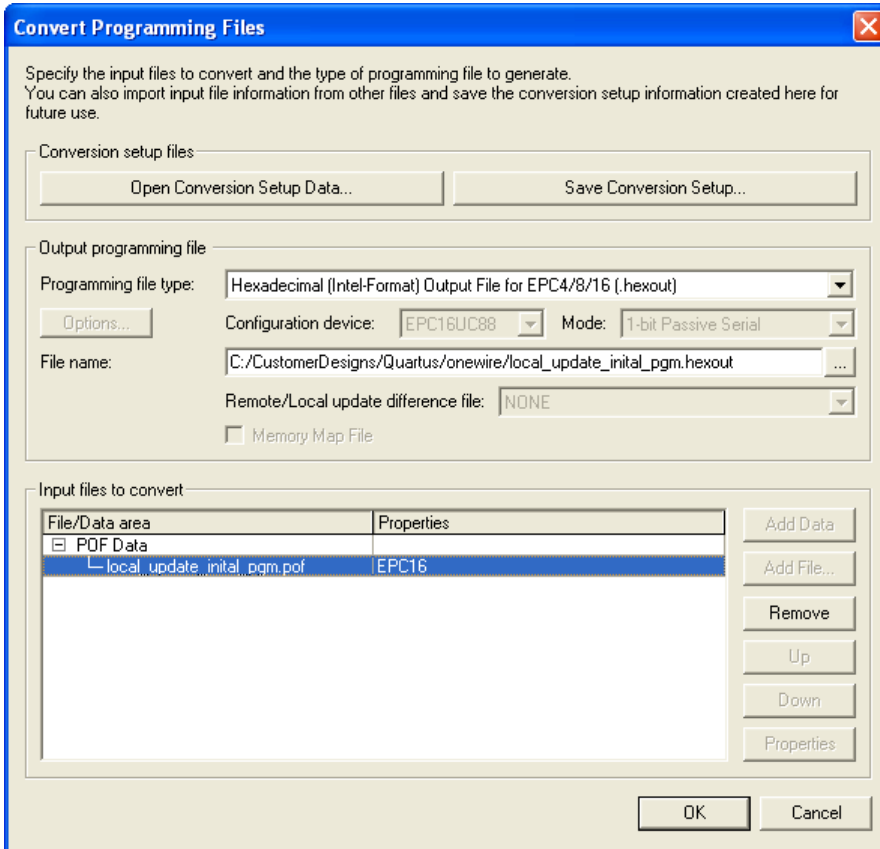 Convert Programming Files
Specify the input files to convert and the type of programming file to generate.
You can also import input file information from other files and save the conversion setup information created here for
future use.
Conversion setup files
Open Conversion Setup Data...
Save Conversion Setup...
Output programming file
Programming file type:
Hexadecimal (Intel-Format) Output File for EPC4/8/16 (.hexout)
Options...
Configuration device:
EPC16UC88
Mode:
1-bit Passive Serial
File name:
C:/CustomerDesigns/Quartus/onewire/local_update_inital_pgm.hexout
...
Remote/Local update difference file:
NONE
Memory Map File
Input files to convert
File/Data area
Properties
POF Data
local_update_inital_pgm.pof
EPC16
Add Data
Add File...
Remove
Up
Down
Properties
OK
Cancel